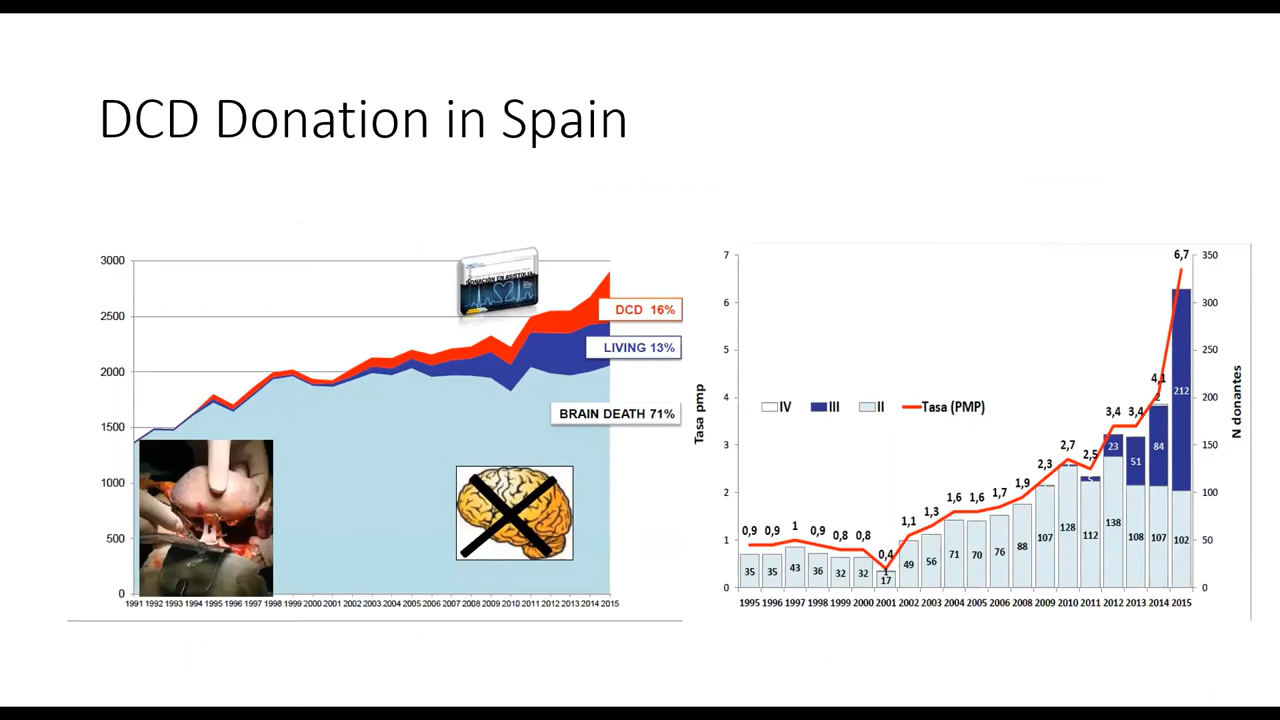 DCD Donation in Spain
3000
2500
2000
1500
1000
500
0
DONACIÓN EN ASISTOLIA
DCD 16%
LIVING 13%
BRAIN DEATH 71%
1991 1992 1993 1994 1995 1996 1997 1998 1999 2000 2001 2002 2003 2004 2005 2006 2007 2008 2009 2010 2011 2012 2013 2014 2015
Tasa pmp
7
6
5
4
3
2
1
0
IV III II Tasa (PMP)
0,9 0,9 1 0,9 0,8 0,8 0,4 1,1 1,3 1,6 1,6 1,7 1,9 2,3 2,7 2,5 3,4 3,4 4,1 6,7
2
1
5 23 51 84 212
35 35 43 36 32 32 17 49 56 71 70 76 88 107 128 112 138 108 107 102
1995 1996 1997 1998 1999 2000 2001 2002 2003 2004 2005 2006 2008 2009 2010 2011 2012 2013 2014 2015
350
300
250
200
150
100
50
0
N donantes